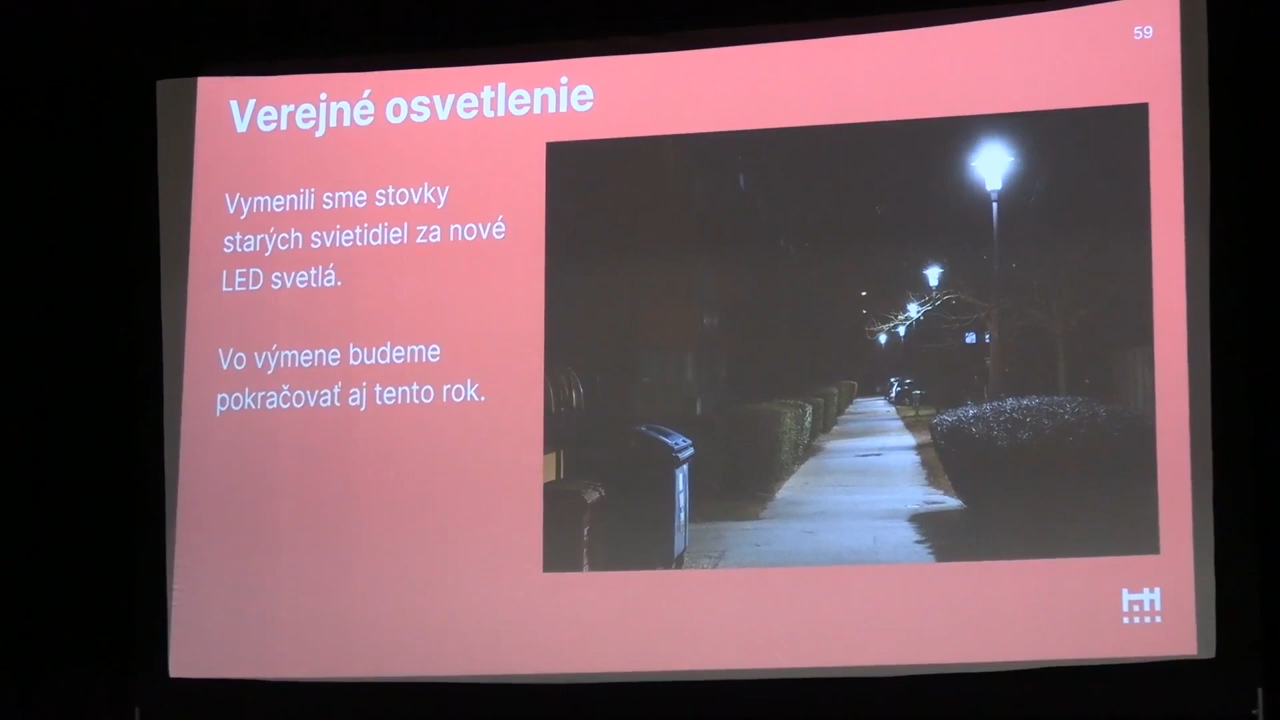 59
Verejné osvetlenie
Vymenili sme stovky
starých svietidiel za nové
LED svetlá.
Vo výmene budeme
pokračovať aj tento rok.